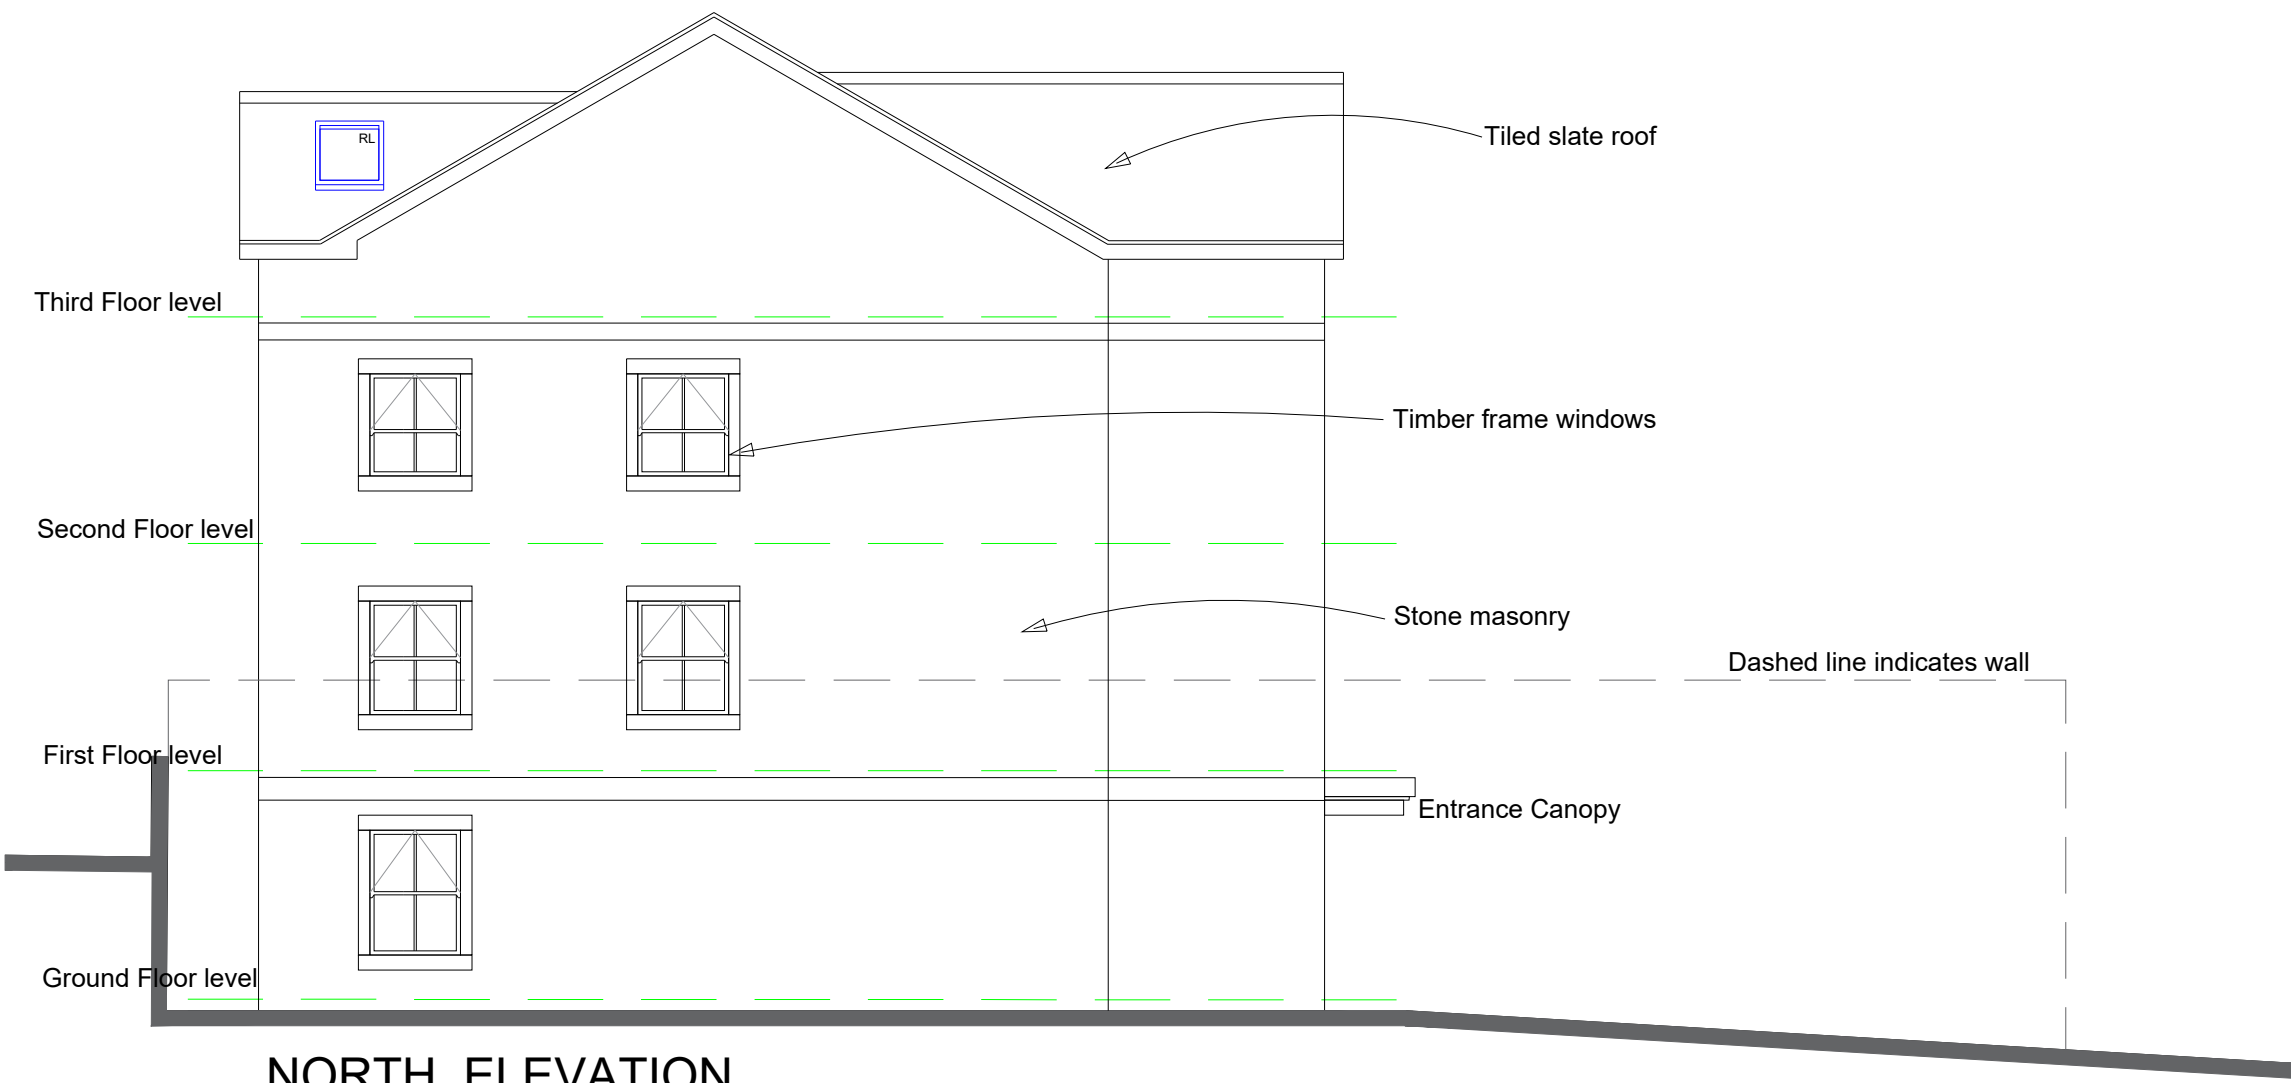 RL
Tiled slate roof
Third Floor level
Timber frame windows
Second Floor level
Stone masonry
Dashed line indicates wall
First Floor level
Entrance Canopy
Ground Floor level
NORTH ELEVATION